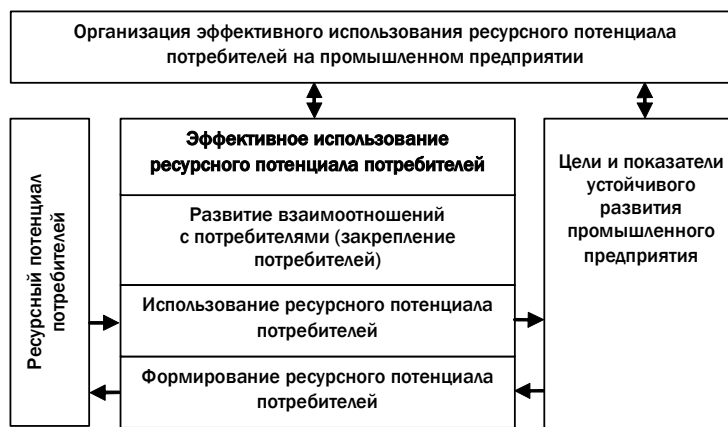 Организация эффективного использования ресурсного потенциала
потребителей на промышленном предприятии
Ресурсный потенциал
потребителей
Эффективное использование
ресурсного потенциала потребителей
Развитие взаимоотношений
с потребителями (закрепление
потребителей)
Использование ресурсного потенциала
потребителей
Формирование ресурсного потенциала
потребителей
Цели и показатели
устойчивого
развития
промышленного
предприятия